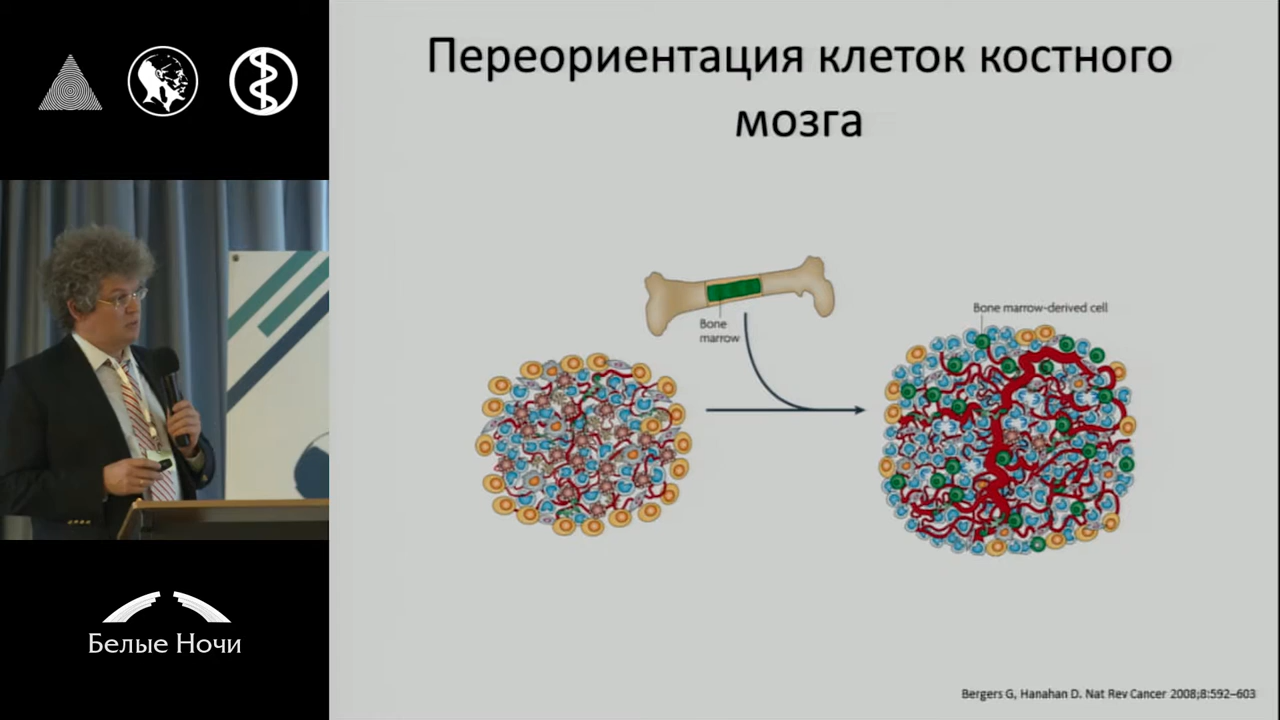 Переориентация клеток костного
мозга
Bone
marrow
Bone marrow-derived cell
Белые Ночи
Bergers G, Hanahan D. Nat Rev Cancer 2008;8:592–603